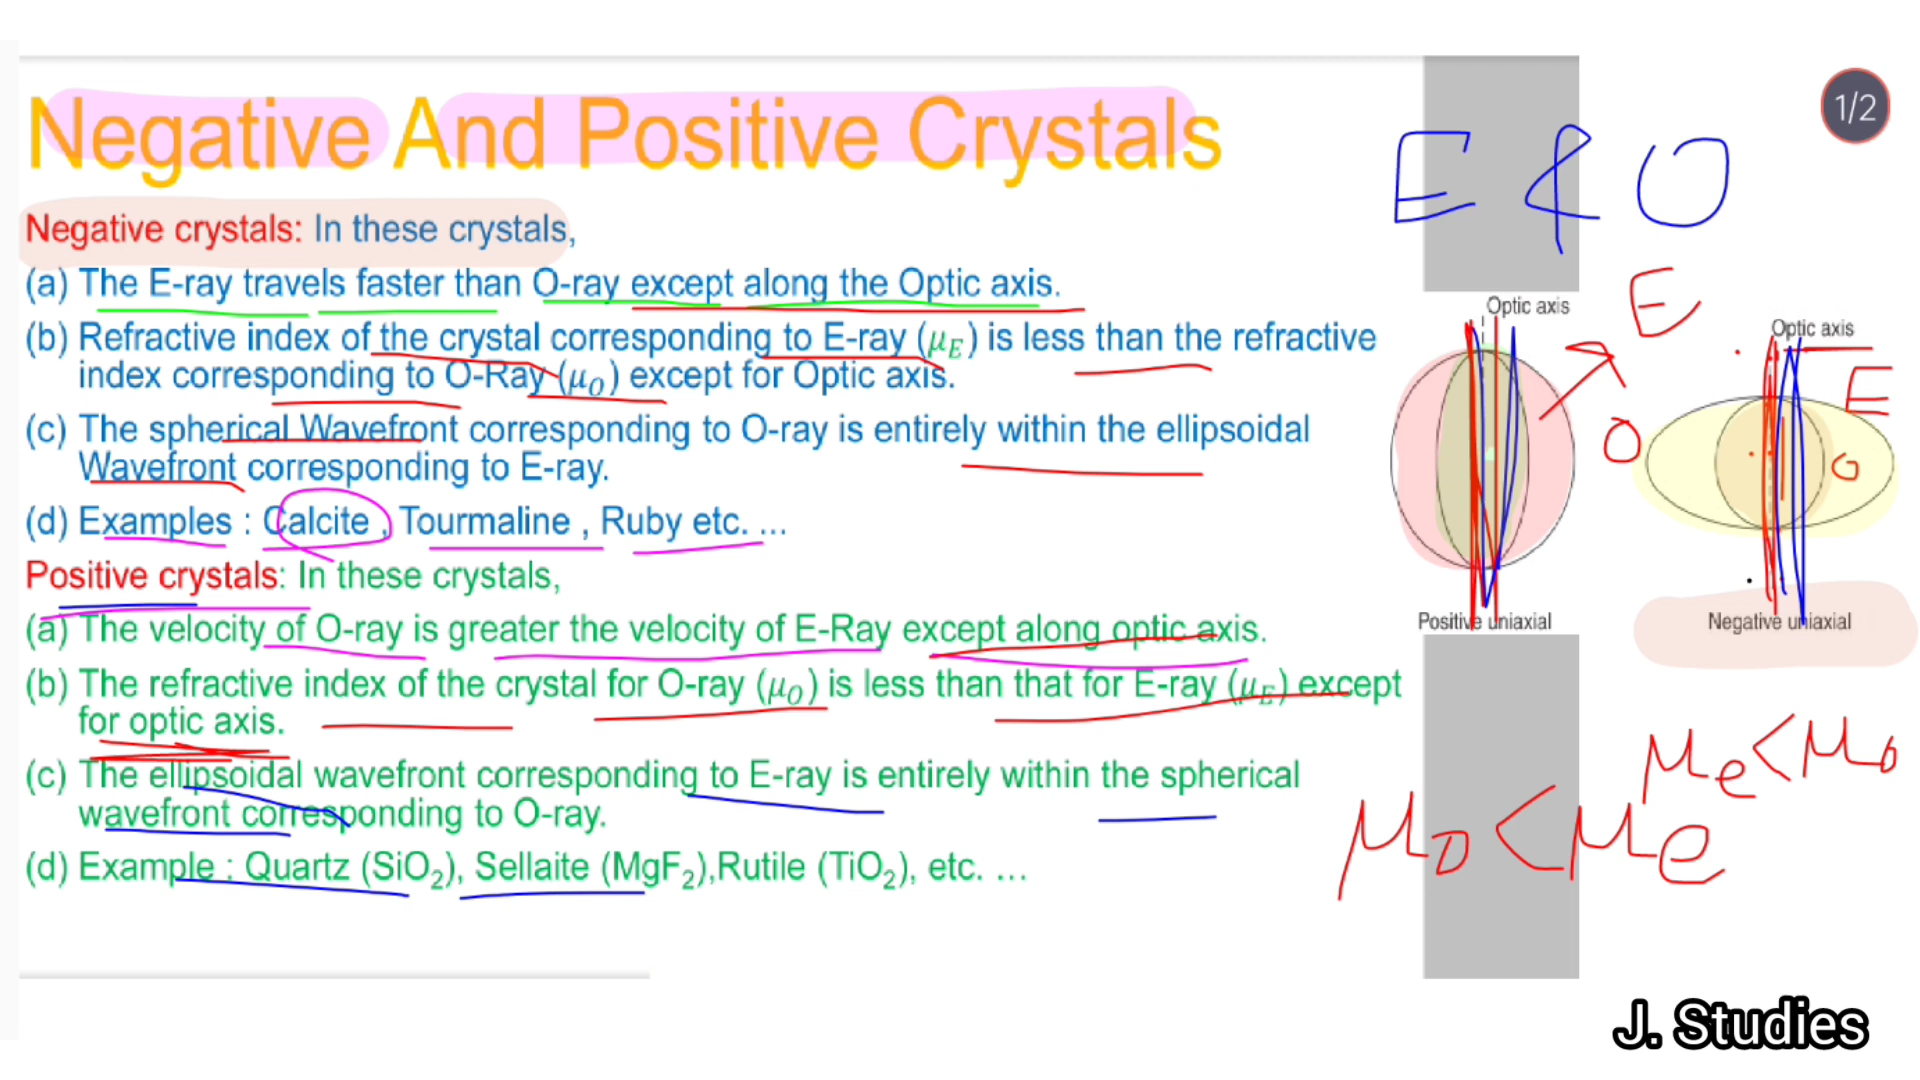 Negative And Positive Crystals
1/2
E & O
Negative crystals: In these crystals,
(a) The E-ray travels faster than O-ray except along the Optic axis.
(b) Refractive index of the crystal corresponding to E-ray (μE) is less than the refractive
index corresponding to O-Ray (μO) except for Optic axis.
(c) The spherical Wavefront corresponding to O-ray is entirely within the ellipsoidal
Wavefront corresponding to E-ray.
(d) Examples : Calcite , Tourmaline , Ruby etc. ...
Positive crystals: In these crystals,
(a) The velocity of O-ray is greater the velocity of E-Ray except along optic axis.
(b) The refractive index of the crystal for O-ray (μO) is less than that for E-ray (μE) except
for optic axis.
(c) The ellipsoidal wavefront corresponding to E-ray is entirely within the spherical
wavefront corresponding to O-ray.
(d) Example : Quartz (SiO₂), Sellaite (MgF₂),Rutile (TiO₂), etc. ...
E
Optic axis
O
Positive uniaxial
Optic axis
E
O
Negative uniaxial
μe<μo
μo<μe
J. Studies